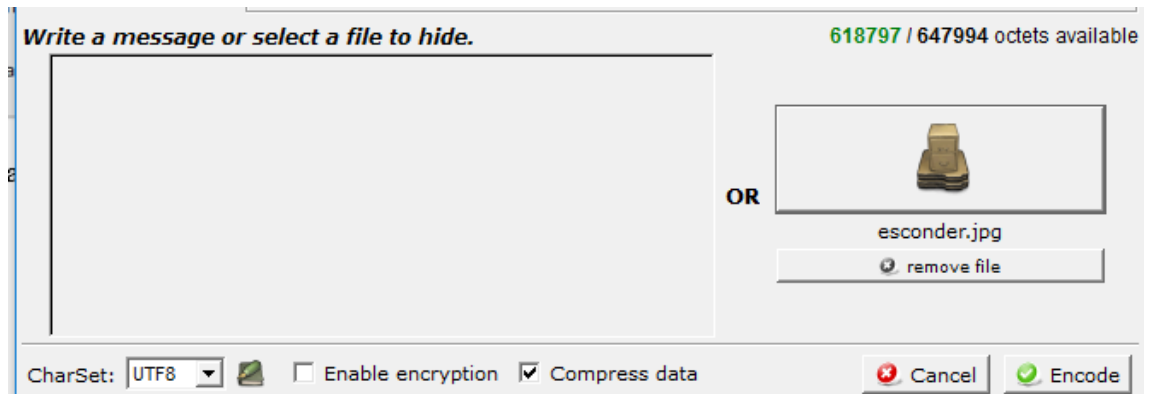 Write a message or select a file to hide.
618797 / 647994 octets available
OR
esconder.jpg
remove file
CharSet: UTF8 Enable encryption Compress data Cancel Encode